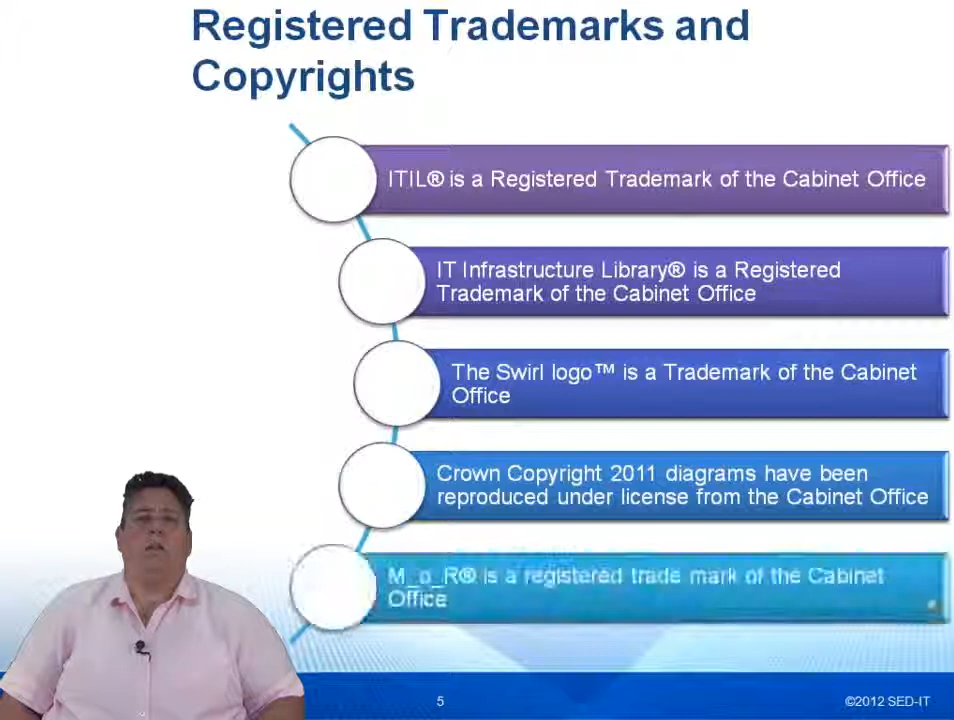 Registered Trademarks and
Copyrights
ITIL® is a Registered Trademark of the Cabinet Office
IT Infrastructure Library® is a Registered
Trademark of the Cabinet Office
The Swirl logo™ is a Trademark of the Cabinet
Office
Crown Copyright 2011 diagrams have been
reproduced under license from the Cabinet Office
M_o_R® is a registered trade mark of the Cabinet
Office
5
©2012 SED-IT